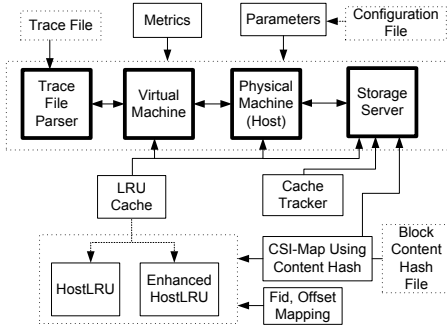 Trace File
Metrics
Parameters
Configuration
File
Trace
File
Parser
Virtual
Machine
Physical
Machine
(Host)
Storage
Server
LRU
Cache
Cache
Tracker
HostLRU
Enhanced
HostLRU
CSI-Map Using
Content Hash
Block
Content
Hash
File
Fid, Offset
Mapping